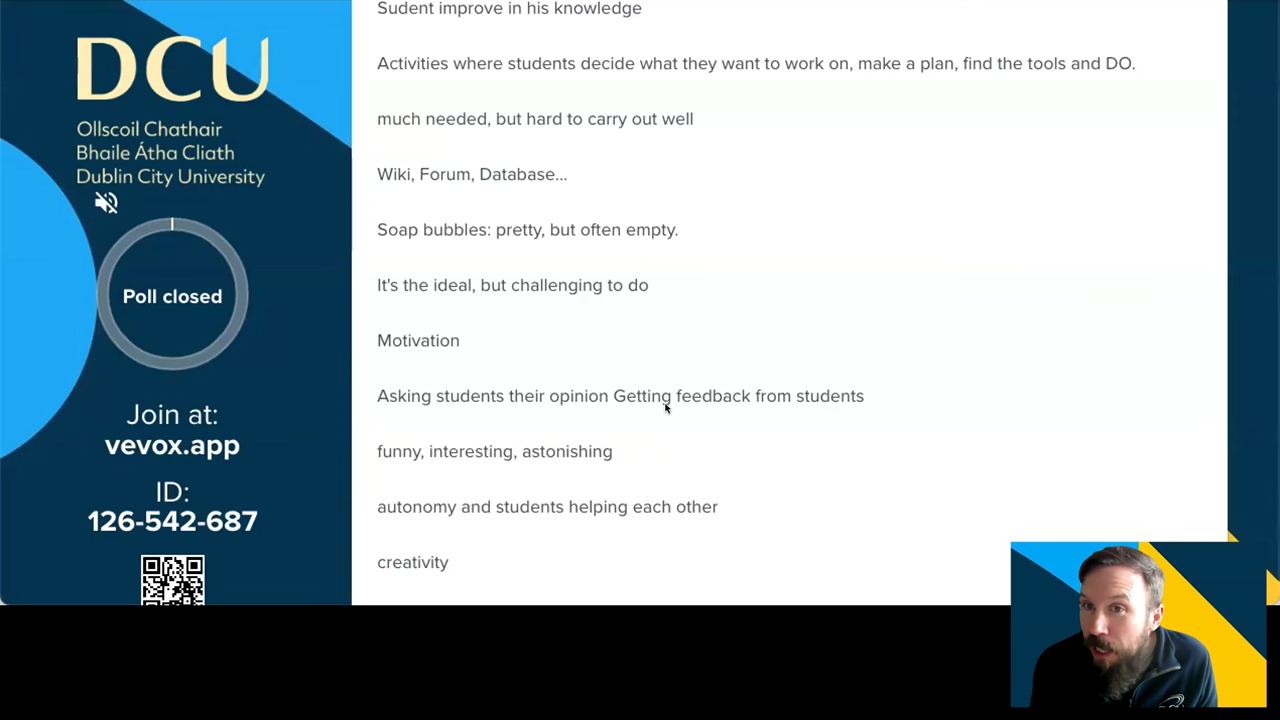 DCU
Ollscoil Chathair
Bhaile Átha Cliath
Dublin City University
Poll closed
Join at:
vevox.app
ID:
126-542-687
Sudent improve in his knowledge
Activities where students decide what they want to work on, make a plan, find the tools and DO.
much needed, but hard to carry out well
Wiki, Forum, Database...
Soap bubbles: pretty, but often empty.
It's the ideal, but challenging to do
Motivation
Asking students their opinion Getting feedback from students
funny, interesting, astonishing
autonomy and students helping each other
creativity